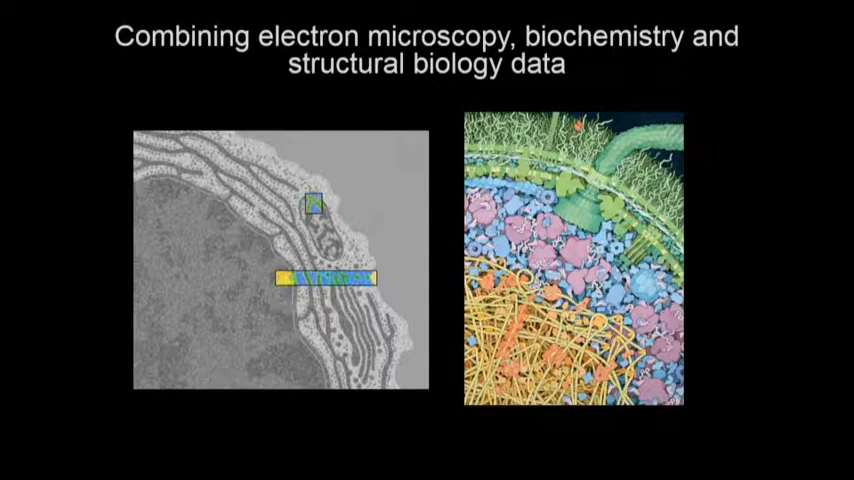 Combining electron microscopy, biochemistry and
structural biology data